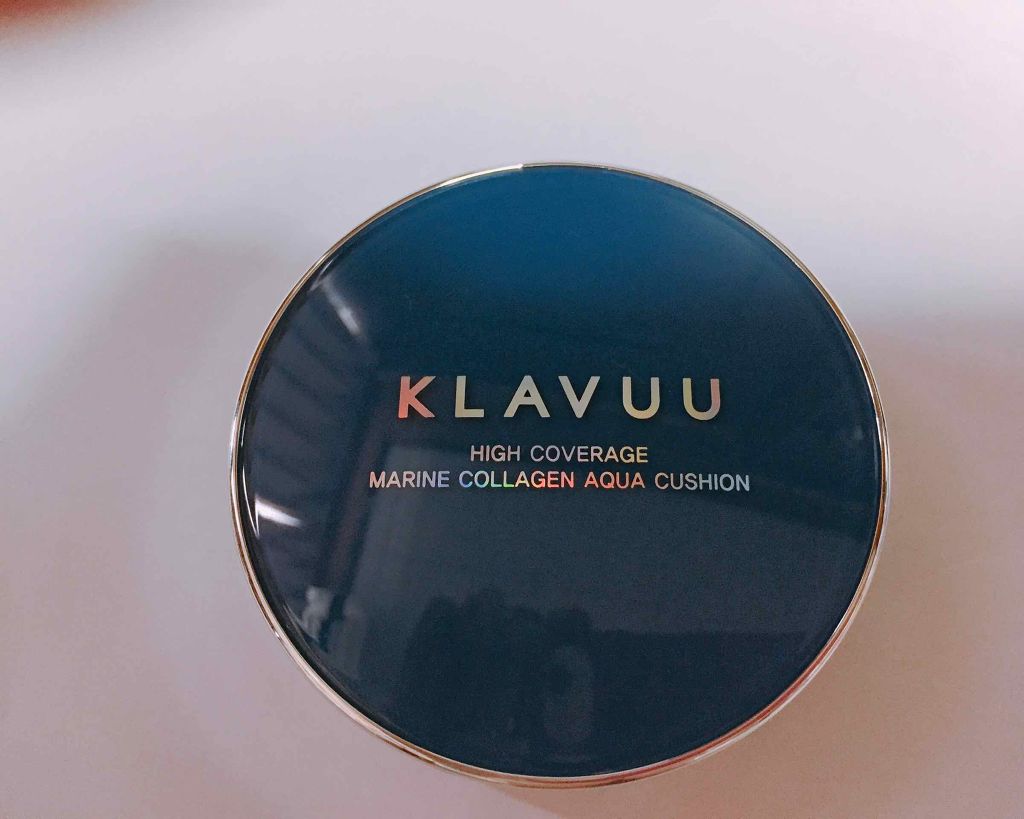 KLAVUU
HIGH COVERAGE
MARINE COLLAGEN AQUA CUSHION